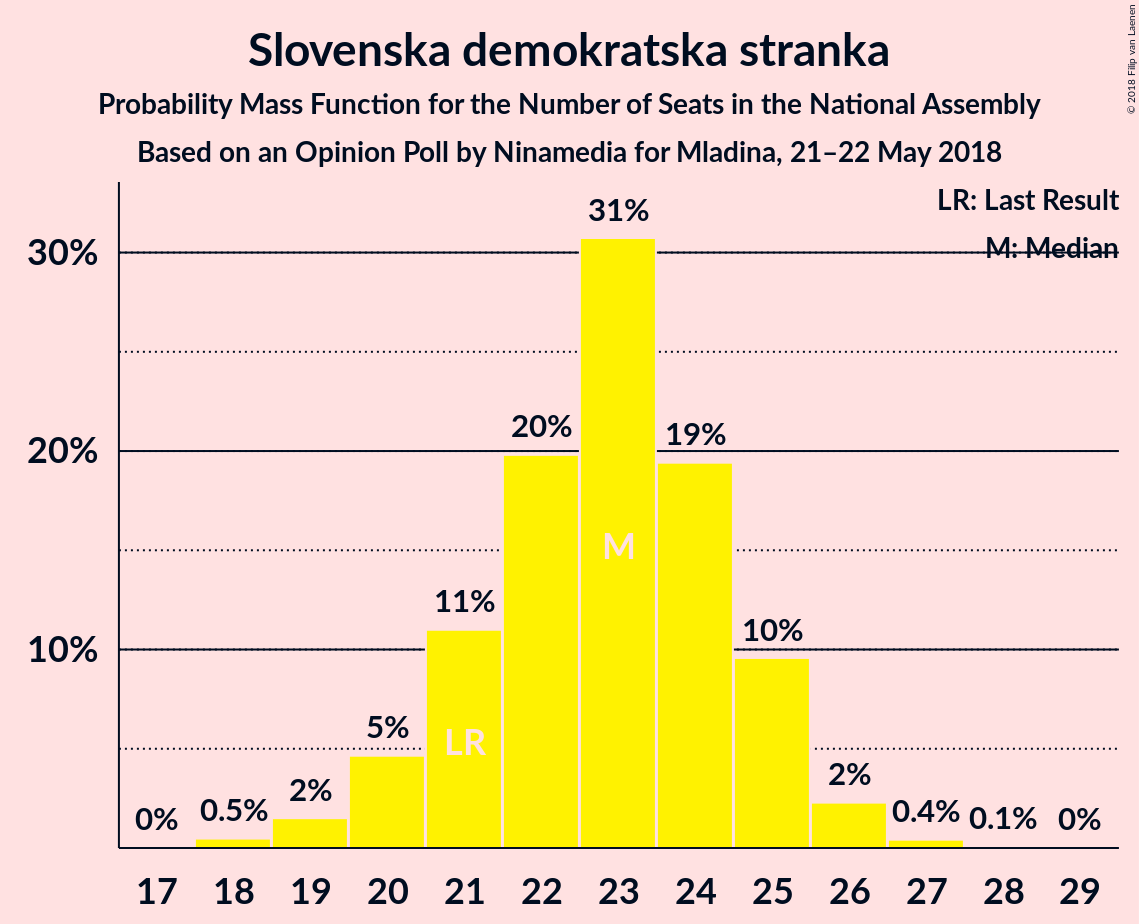 Slovenska demokratska stranka
Probability Mass Function for the Number of Seats in the National Assembly
Based on an Opinion Poll by Ninamedia for Mladina, 21–22 May 2018
© 2018 Filip van Laenen
LR: Last Result
M: Median
30%
20%
10%
0%
0.5%
2%
5%
11%
20%
31%
19%
10%
2%
0.4%
0.1%
0%
LR
M
17 18 19 20 21 22 23 24 25 26 27 28 29